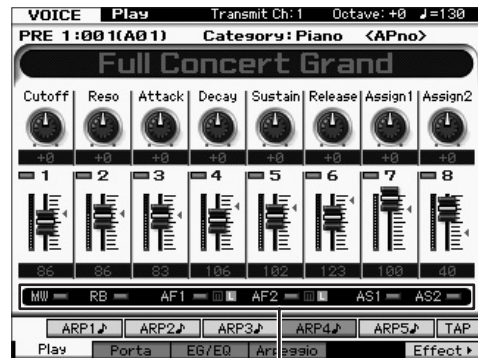 VOICE Play Transmit Ch: 1 Octave: +0 ♩=130
PRE 1:001(A01) Category:Piano <APno>
Full Concert Grand
Cutoff Reso Attack Decay Sustain Release Assign1 Assign2
+0 +0 +0 +0 +0 +0 +0 +0
1 2 3 4 5 6 7 8
86 86 83 106 102 123 100 40
MW RB AF1 L AF2 L AS1 AS2
ARP1♪ ARP2♪ ARP3♪ ARP4♪ ARP5♪ TAP
Play Porta EG/EQ Arpeggio Effect▶